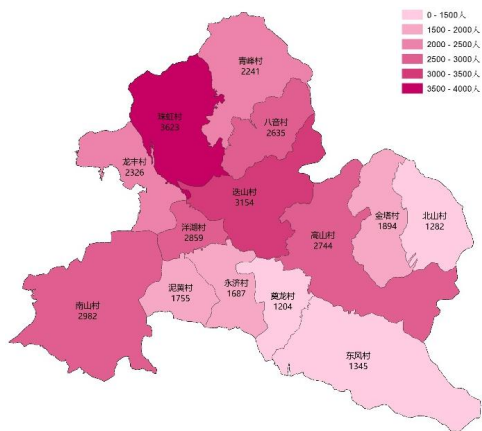 0 - 1500人
1500 - 2000人
2000 - 2500人
2500 - 3000人
3000 - 3500人
3500 - 4000人
青峰村
2241
珠虹村
3623
八音村
2635
龙丰村
2326
迭山村
3154
洋湖村
2859
高山村
2744
金塔村
1894
北山村
1282
南山村
2982
泥黄村
1755
永济村
1687
奠龙村
1204
东风村
1345